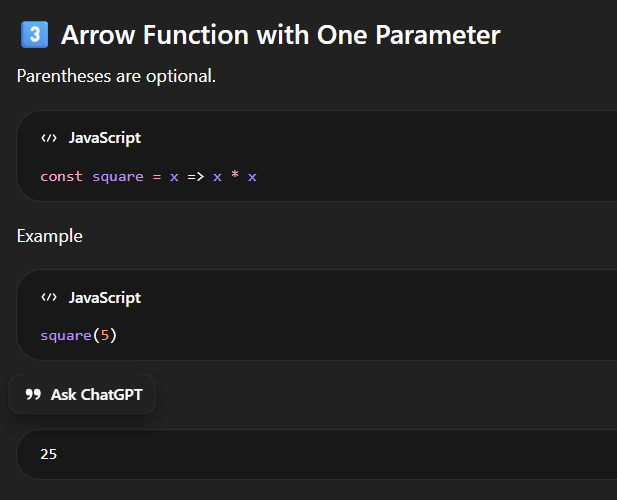 3 Arrow Function with One Parameter
Parentheses are optional.
</> JavaScript
const square = x => x * x
Example
</> JavaScript
square(5)
Ask ChatGPT
25